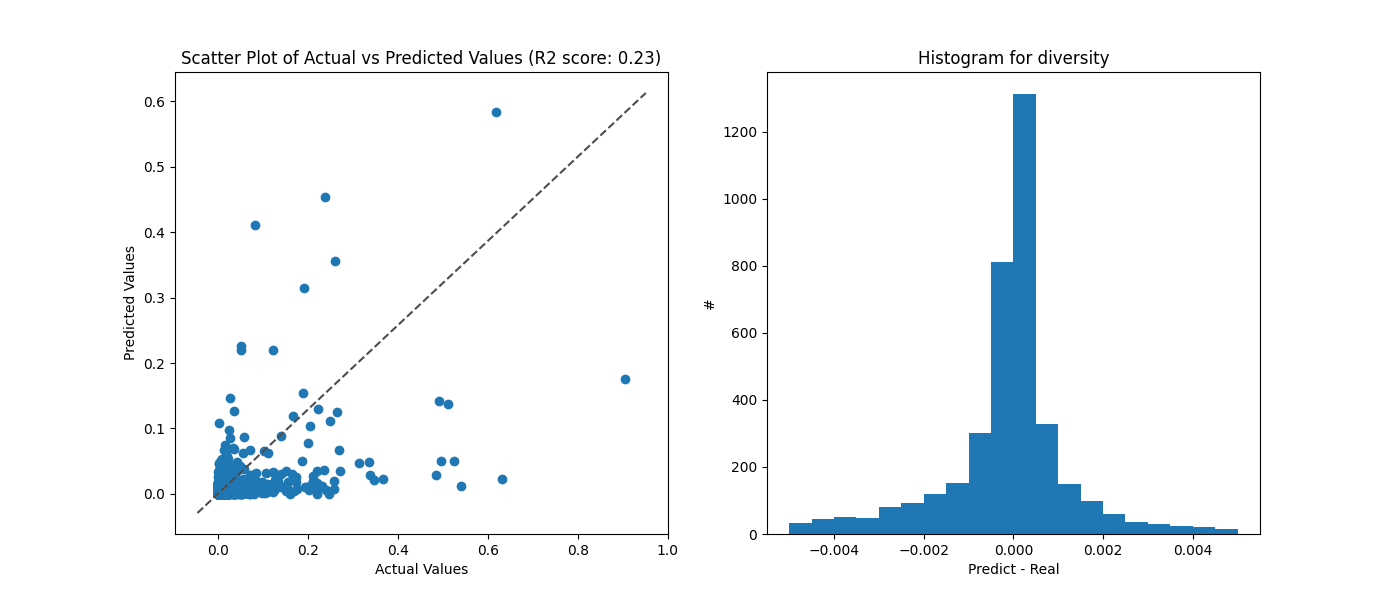 Scatter Plot of Actual vs Predicted Values (R2 score: 0.23)
Predicted Values
0.6
0.5
0.4
0.3
0.2
0.1
0.0
0.0 0.2 0.4 0.6 0.8 1.0
Actual Values
Histogram for diversity
#
1200
1000
800
600
400
200
0
−0.004 −0.002 0.000 0.002 0.004
Predict - Real